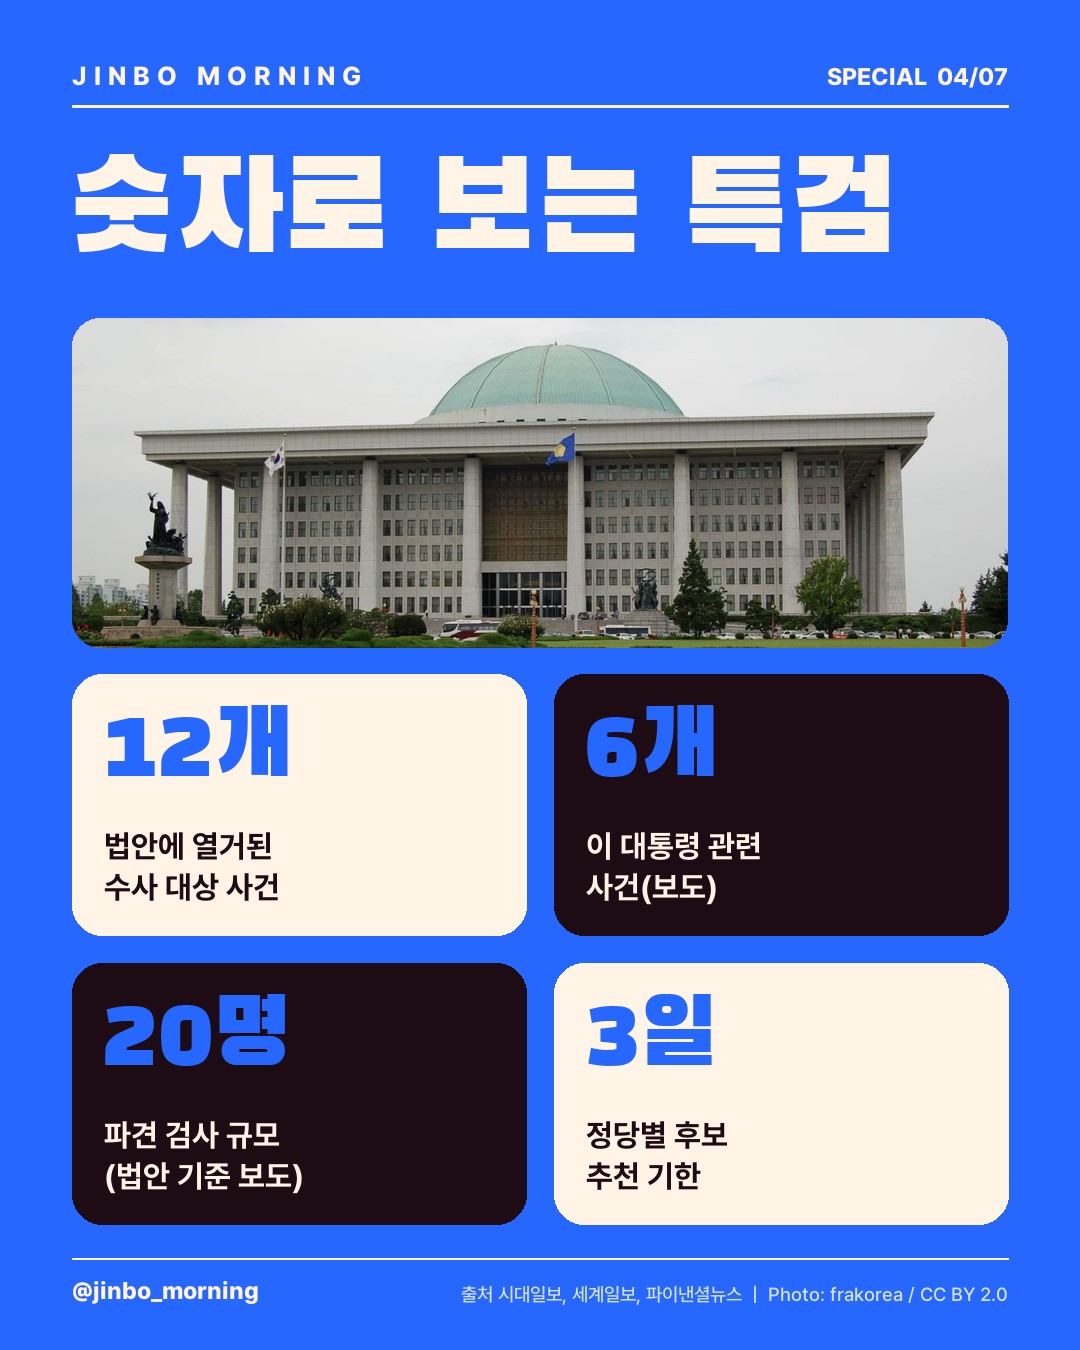 JINBO MORNING
SPECIAL 04/07
숫자로 보는 특검
12개
법안에 열거된
수사 대상 사건
6개
이 대통령 관련
사건(보도)
20명
파견 검사 규모
(법안 기준 보도)
3일
정당별 후보
추천 기한
@jinbo_morning
출처 시대일보, 세계일보, 파이낸셜뉴스 | Photo: frakorea / CC BY 2.0